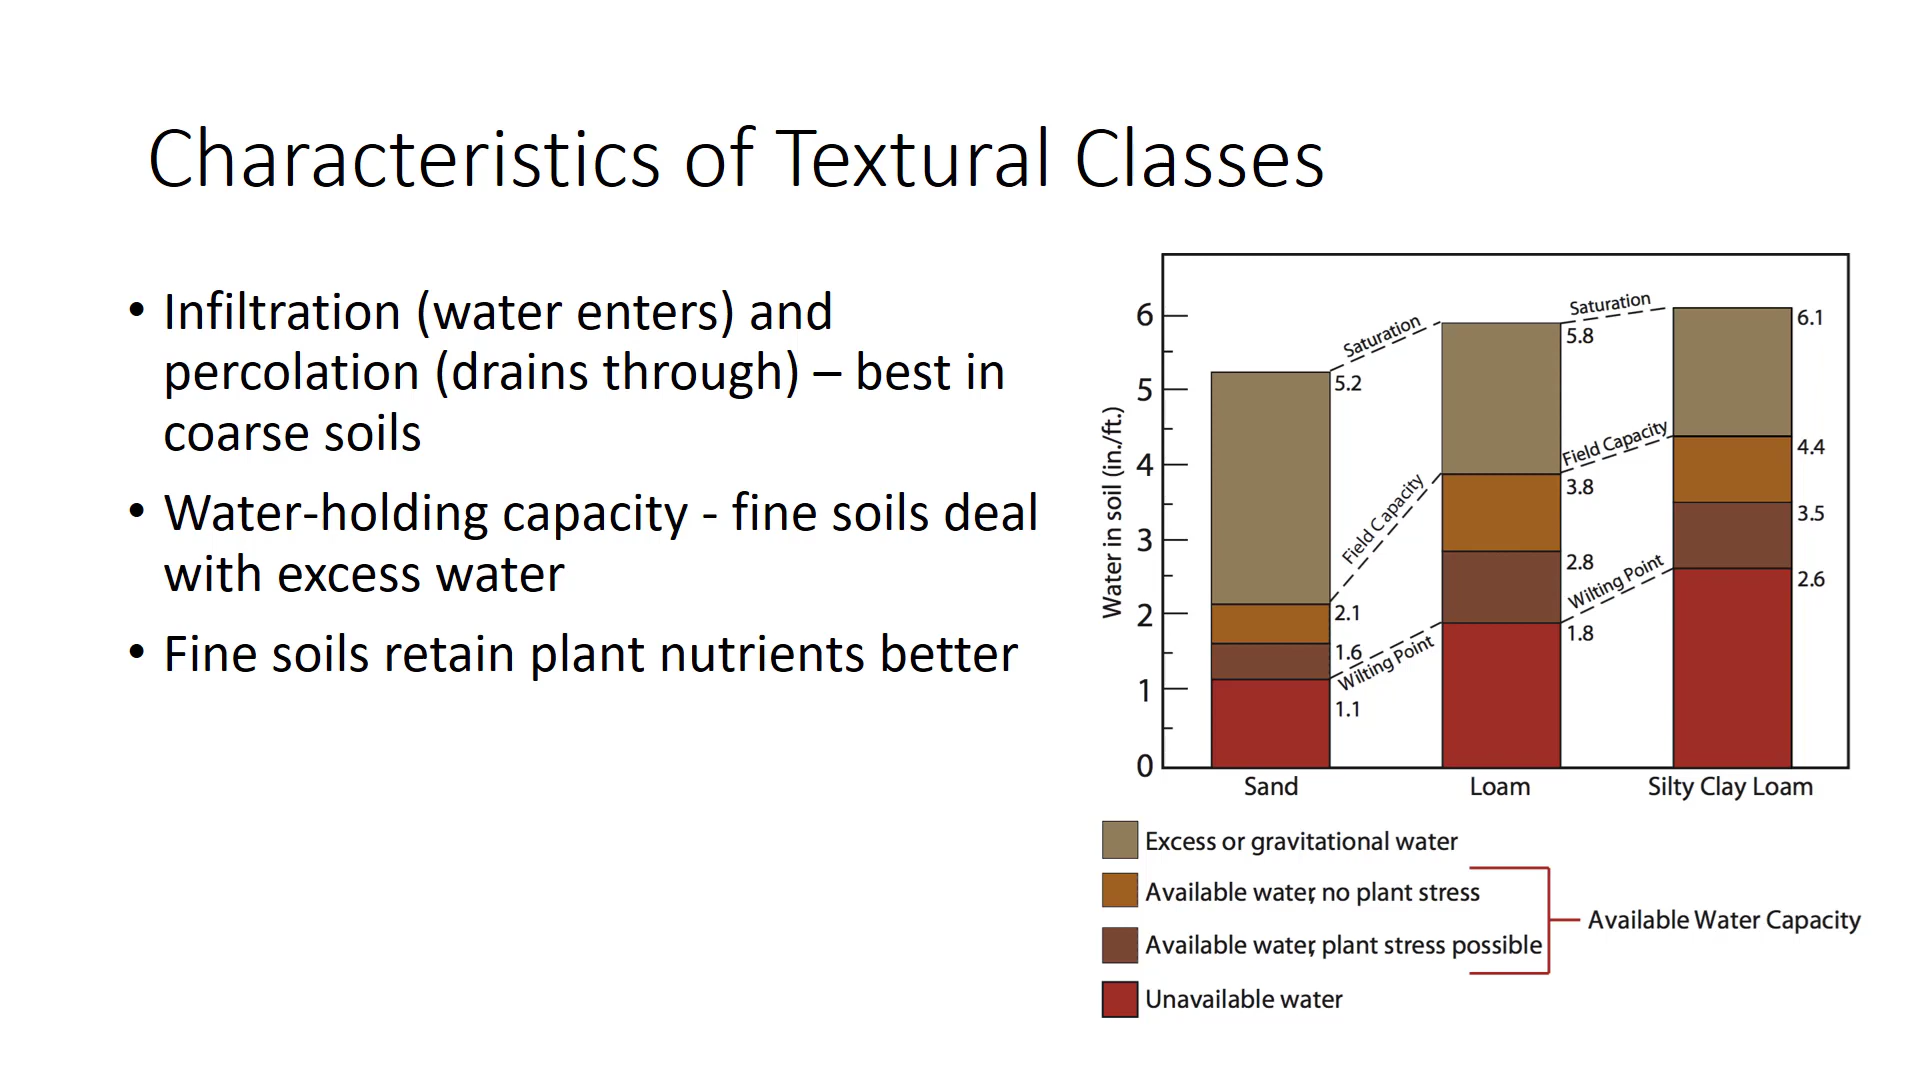 Characteristics of Textural Classes
• Infiltration (water enters) and
percolation (drains through) – best in
coarse soils
• Water-holding capacity - fine soils deal
with excess water
• Fine soils retain plant nutrients better
Water in soil (in./ft.)
6
5
4
3
2
1
0
Saturation
Field Capacity
Wilting Point
5.2
2.1
1.6
1.1
Saturation
Field Capacity
Wilting Point
5.8
3.8
2.8
1.8
6.1
4.4
3.5
2.6
Sand
Loam
Silty Clay Loam
Excess or gravitational water
Available water, no plant stress
Available water, plant stress possible
Unavailable water
Available Water Capacity